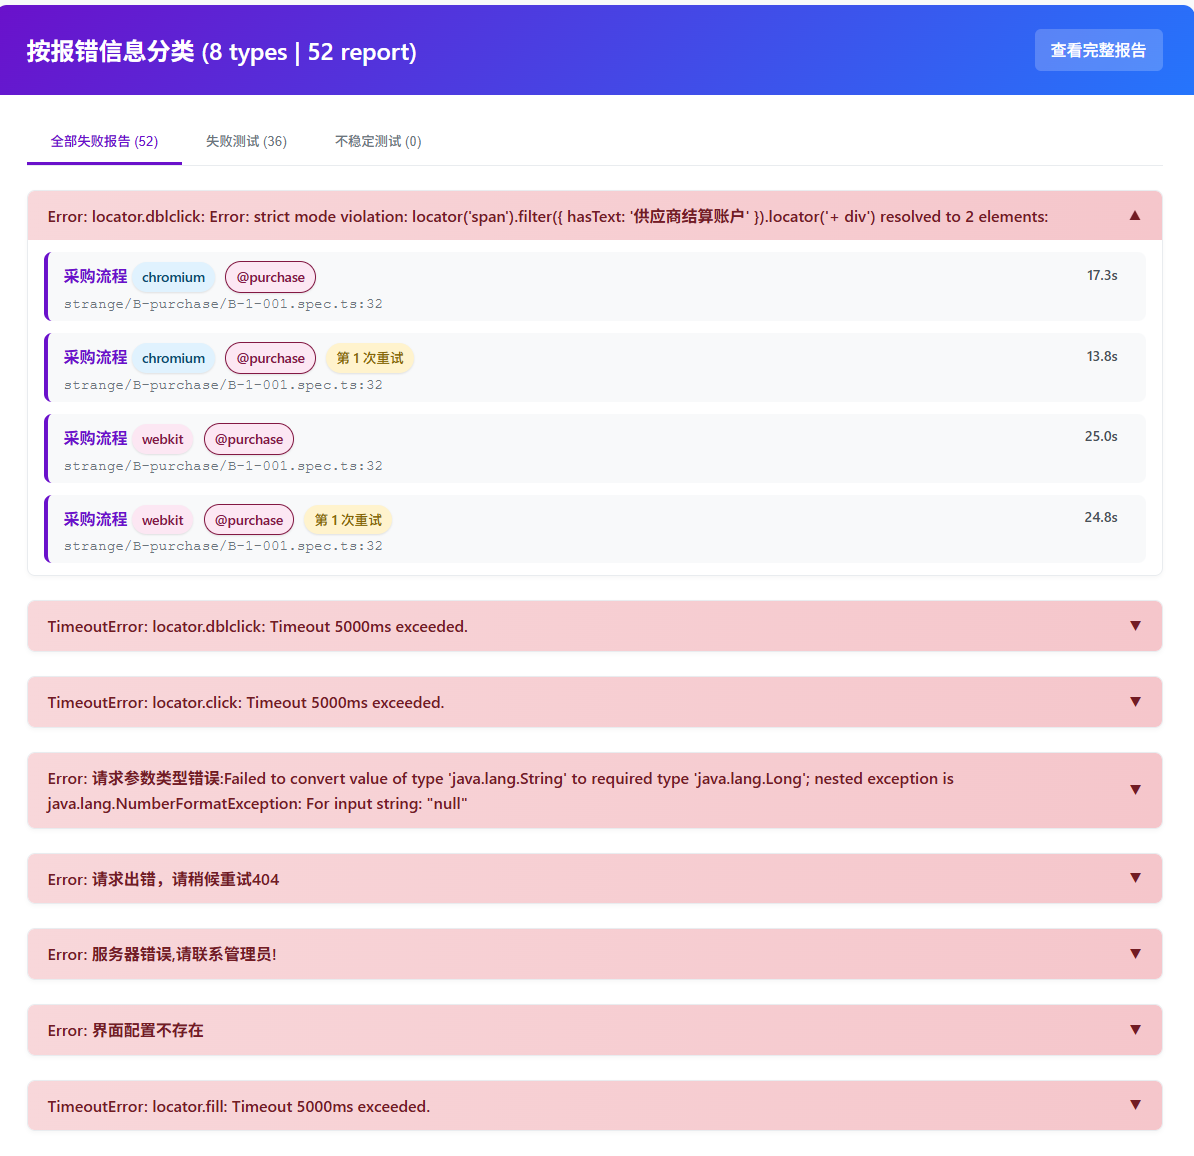 按报错信息分类 (8 types | 52 report)
查看完整报告
全部失败报告 (52)
失败测试 (36)
不稳定测试 (0)
Error: locator.dblclick: Error: strict mode violation: locator('span').filter({ hasText: '供应商结算账户' }).locator('+ div') resolved to 2 elements:
▲
采购流程 chromium @purchase 17.3s
strange/B-purchase/B-1-001.spec.ts:32
采购流程 chromium @purchase 第 1 次重试 13.8s
strange/B-purchase/B-1-001.spec.ts:32
采购流程 webkit @purchase 25.0s
strange/B-purchase/B-1-001.spec.ts:32
采购流程 webkit @purchase 第 1 次重试 24.8s
strange/B-purchase/B-1-001.spec.ts:32
TimeoutError: locator.dblclick: Timeout 5000ms exceeded.
▼
TimeoutError: locator.click: Timeout 5000ms exceeded.
▼
Error: 请求参数类型错误:Failed to convert value of type 'java.lang.String' to required type 'java.lang.Long'; nested exception is
java.lang.NumberFormatException: For input string: "null"
▼
Error: 请求出错，请稍候重试404
▼
Error: 服务器错误,请联系管理员!
▼
Error: 界面配置不存在
▼
TimeoutError: locator.fill: Timeout 5000ms exceeded.
▼